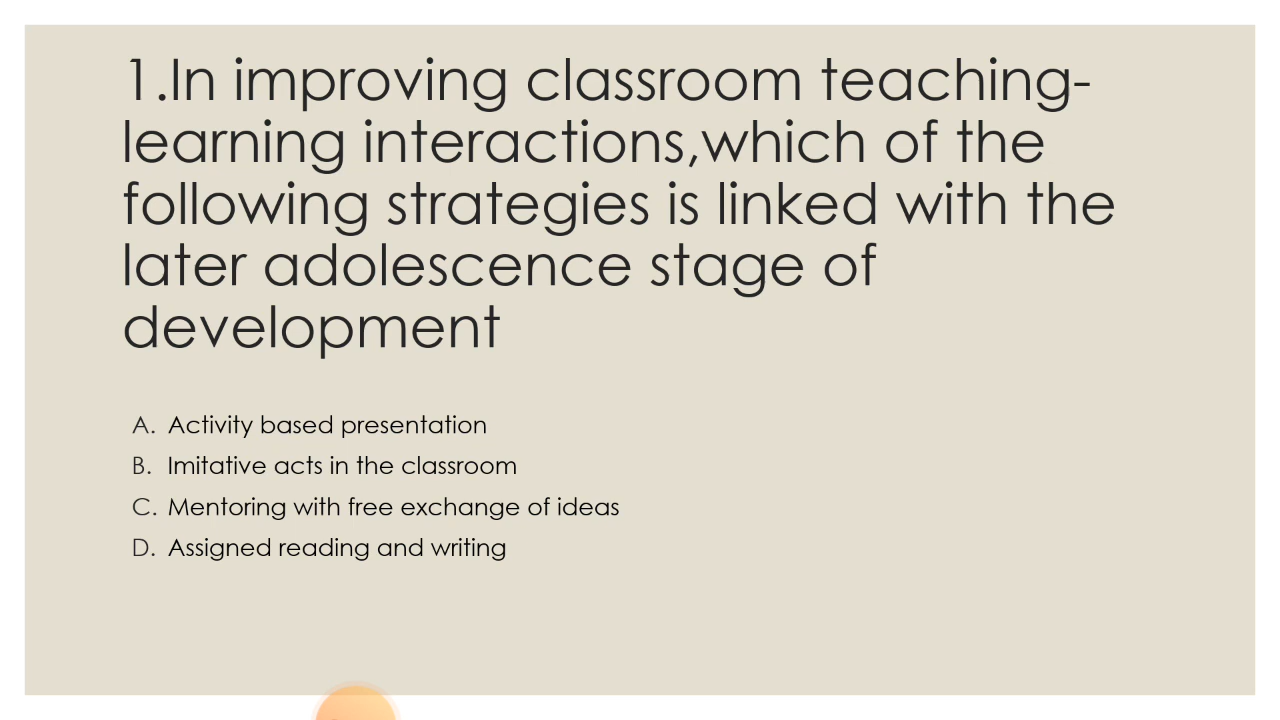 1.In improving classroom teaching-
learning interactions,which of the
following strategies is linked with the
later adolescence stage of
development
A. Activity based presentation
B. Imitative acts in the classroom
C. Mentoring with free exchange of ideas
D. Assigned reading and writing